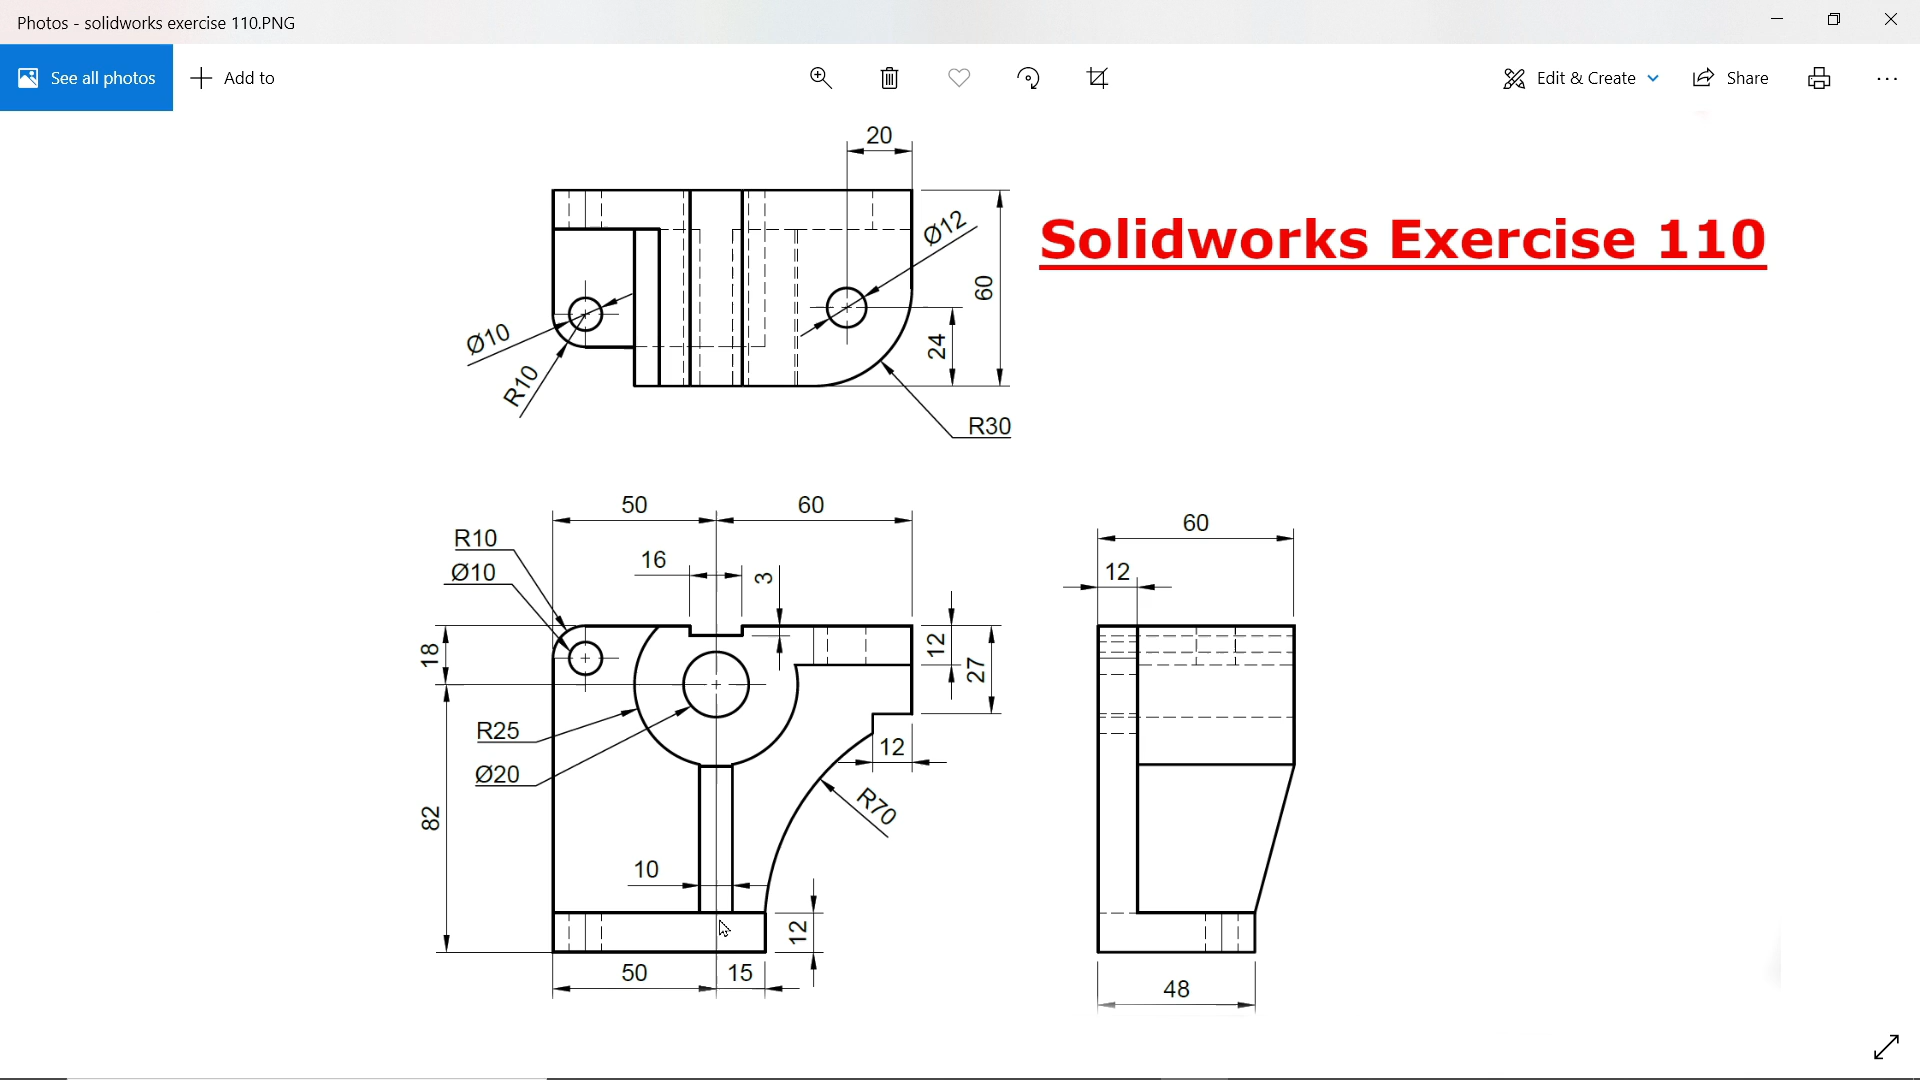 Photos - solidworks exercise 110.PNG
See all photos
Add to
Edit & Create
Share
20
Ø12
Solidworks Exercise 110
60
24
Ø10
R10
R30
50
60
R10
16
3
Ø10
18
12
27
R25
12
Ø20
R70
82
10
12
50
15
60
12
48